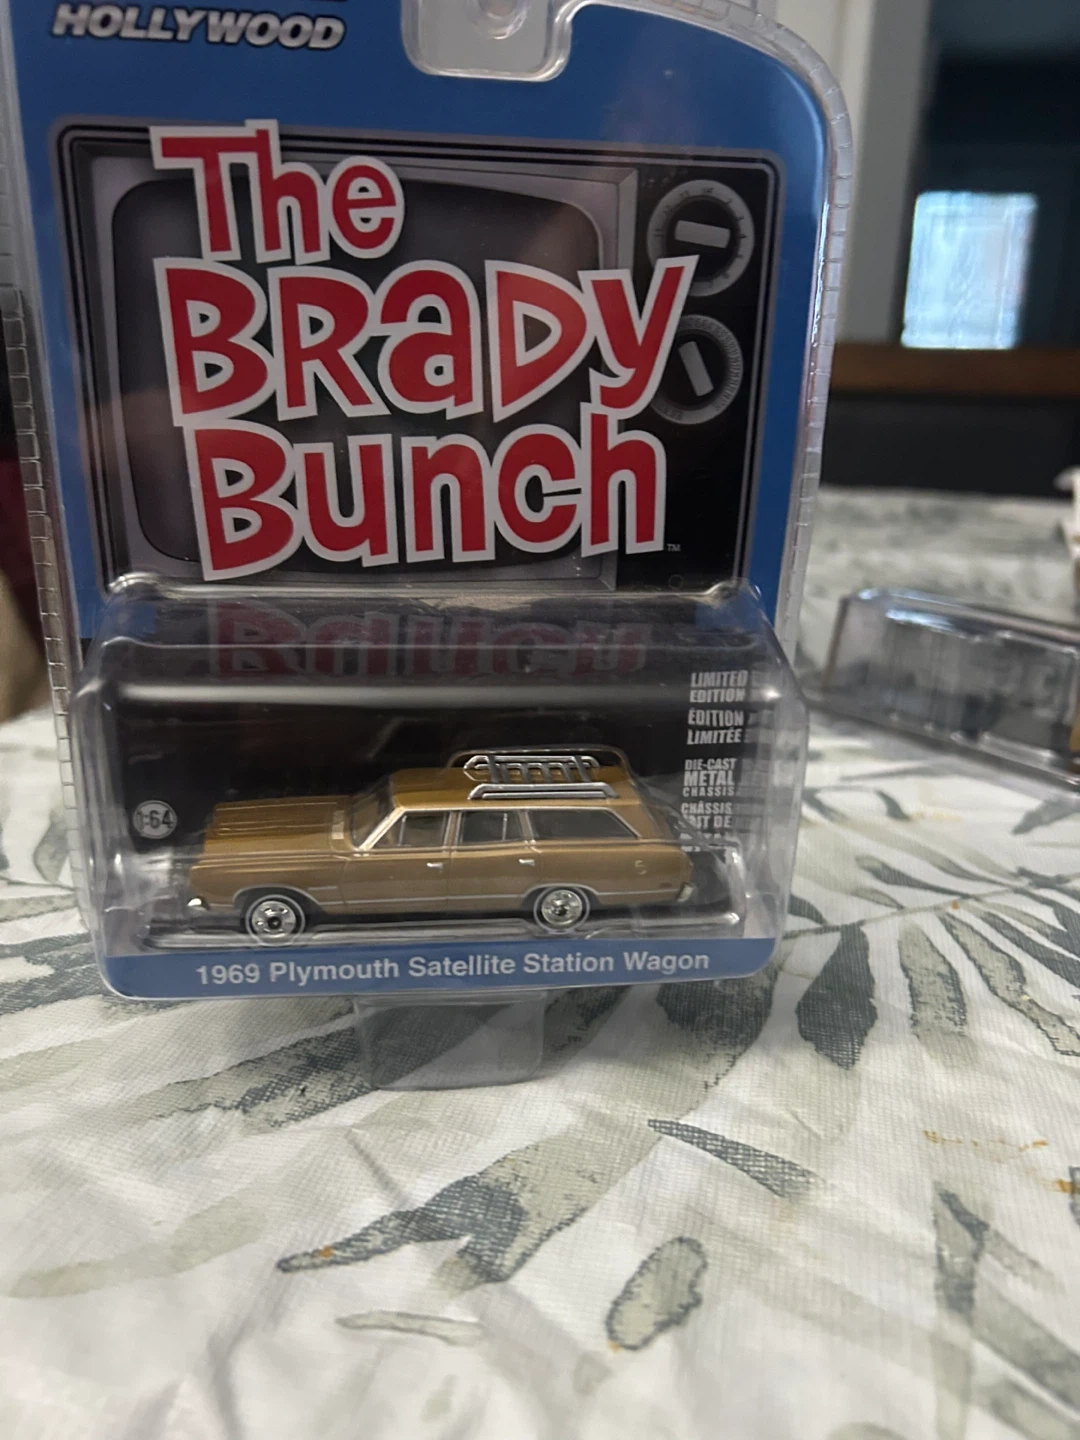 HOLLYWOOD
The
BRaDy
Bunch
™
LIMITED
EDITION
ÉDITION
LIMITÉE
DIE-CAST
METAL
CHASSIS
CHÂSSIS
1:64
1969 Plymouth Satellite Station Wagon